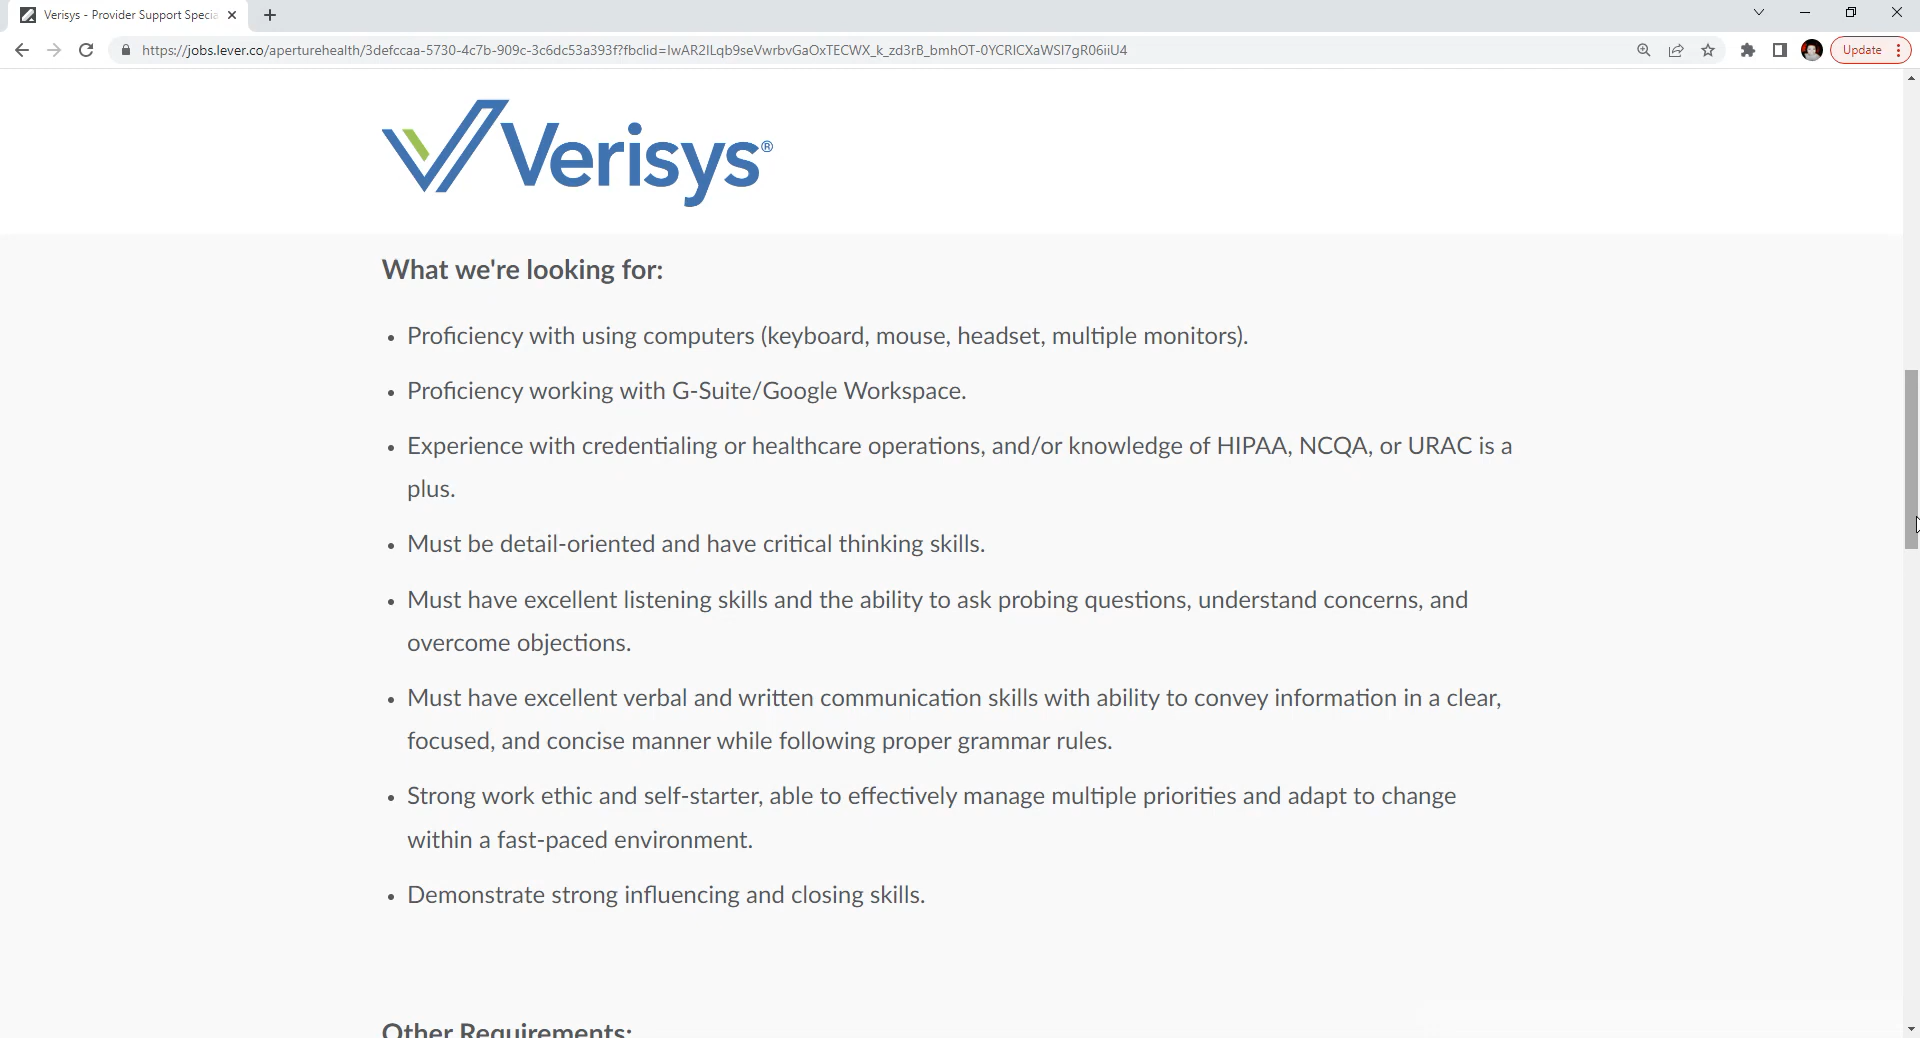 Verisys - Provider Support Specia
https://jobs.lever.co/aperturehealth/3defccaa-5730-4c7b-909c-3c6dc53a393f?fbclid=IwAR2ILqb9seVwrbvGaOxTECWX_k_zd3rB_bmhOT-0YCRICXaWSI7gR06iiU4
Update
Verisys®
What we're looking for:
• Proficiency with using computers (keyboard, mouse, headset, multiple monitors).
• Proficiency working with G-Suite/Google Workspace.
• Experience with credentialing or healthcare operations, and/or knowledge of HIPAA, NCQA, or URAC is a
plus.
• Must be detail-oriented and have critical thinking skills.
• Must have excellent listening skills and the ability to ask probing questions, understand concerns, and
overcome objections.
• Must have excellent verbal and written communication skills with ability to convey information in a clear,
focused, and concise manner while following proper grammar rules.
• Strong work ethic and self-starter, able to effectively manage multiple priorities and adapt to change
within a fast-paced environment.
• Demonstrate strong influencing and closing skills.
Other Requirements: